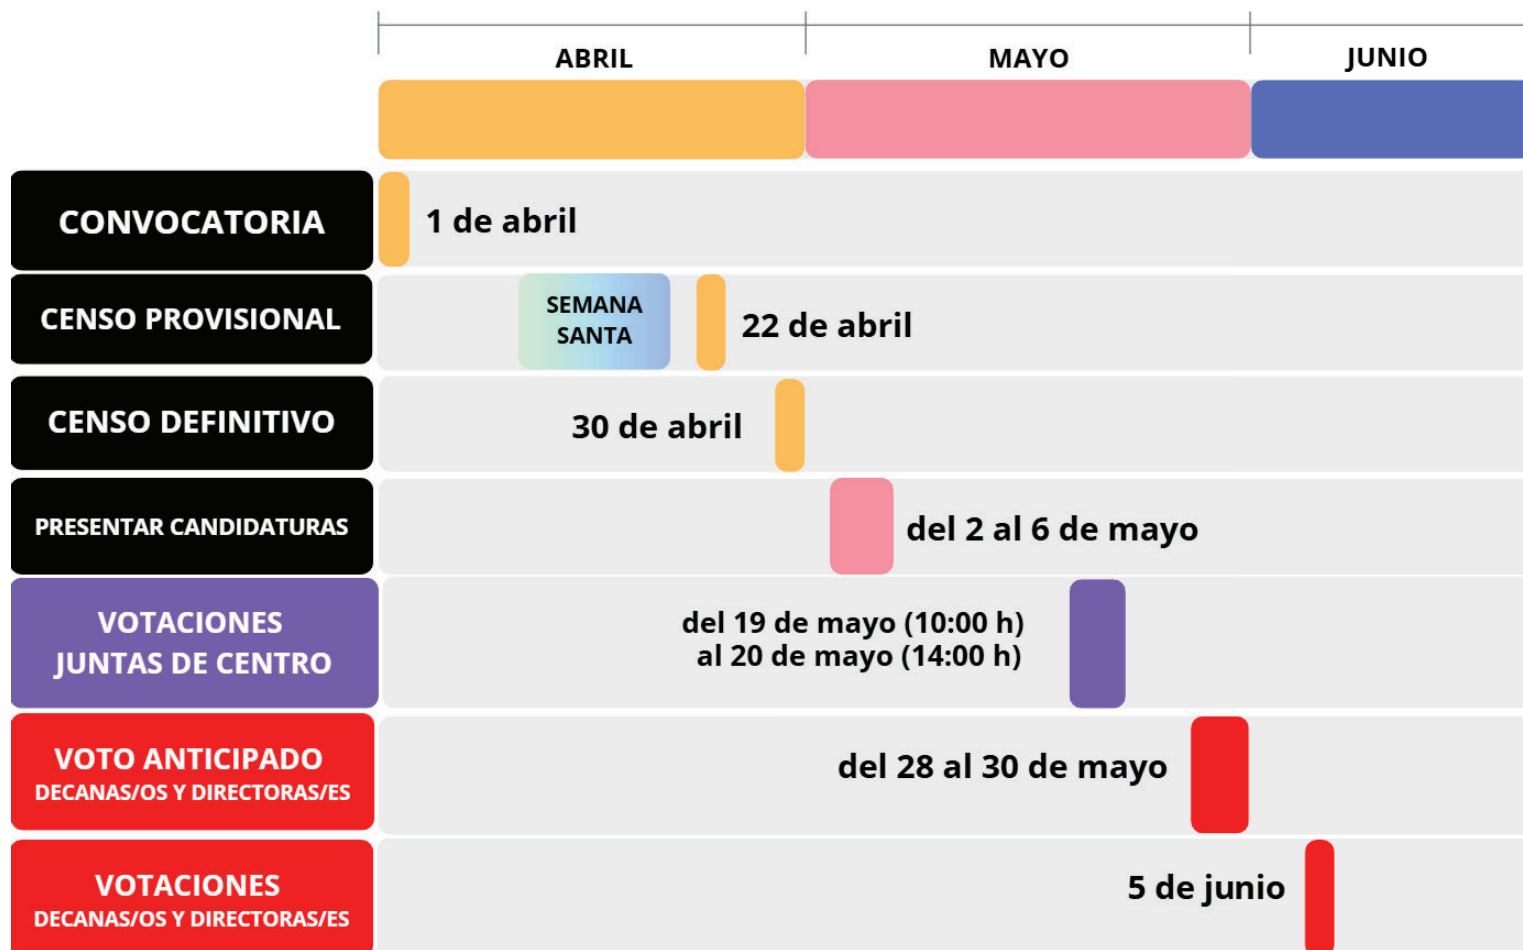 ABRIL
MAYO
JUNIO
CONVOCATORIA
1 de abril
CENSO PROVISIONAL
SEMANA
SANTA
22 de abril
CENSO DEFINITIVO
30 de abril
PRESENTAR CANDIDATURAS
del 2 al 6 de mayo
VOTACIONES
JUNTAS DE CENTRO
del 19 de mayo (10:00 h)
al 20 de mayo (14:00 h)
VOTO ANTICIPADO
DECANAS/OS Y DIRECTORAS/ES
del 28 al 30 de mayo
VOTACIONES
DECANAS/OS Y DIRECTORAS/ES
5 de junio